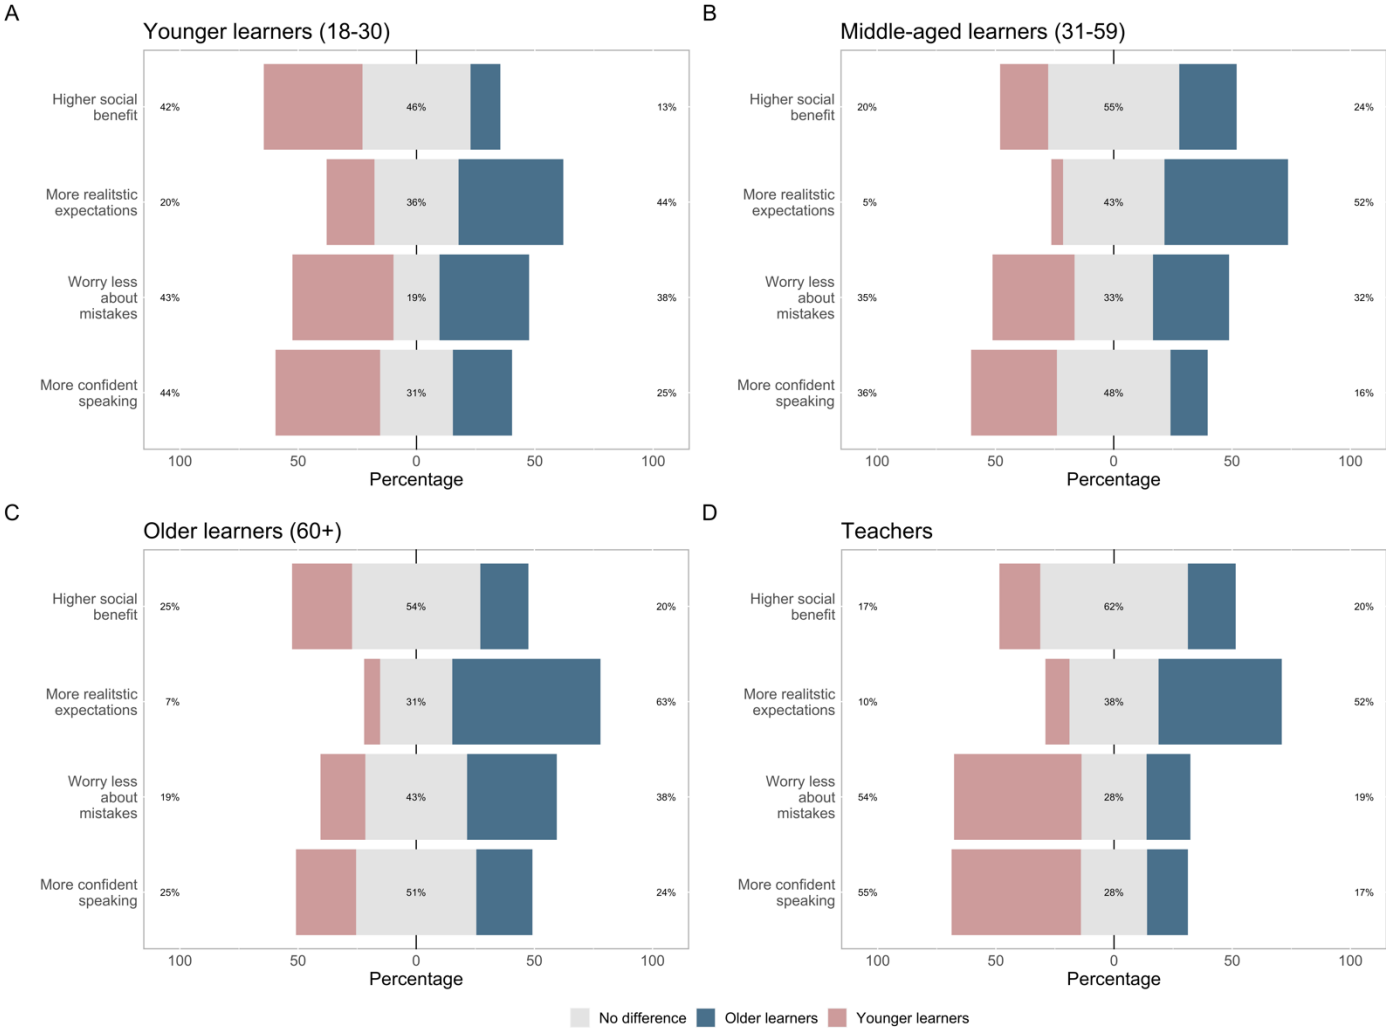 A
Younger learners (18-30)
Higher social
benefit
42%
46%
13%
More realitstic
expectations
20%
36%
44%
Worry less
about
mistakes
43%
19%
38%
More confident
speaking
44%
31%
25%
100 50 0 50 100
Percentage
B
Middle-aged learners (31-59)
Higher social
benefit
20%
55%
24%
More realitstic
expectations
5%
43%
52%
Worry less
about
mistakes
35%
33%
32%
More confident
speaking
36%
48%
16%
100 50 0 50 100
Percentage
C
Older learners (60+)
Higher social
benefit
25%
54%
20%
More realitstic
expectations
7%
31%
63%
Worry less
about
mistakes
19%
43%
38%
More confident
speaking
25%
51%
24%
100 50 0 50 100
Percentage
D
Teachers
Higher social
benefit
17%
62%
20%
More realitstic
expectations
10%
38%
52%
Worry less
about
mistakes
54%
28%
19%
More confident
speaking
55%
28%
17%
100 50 0 50 100
Percentage
No difference Older learners Younger learners